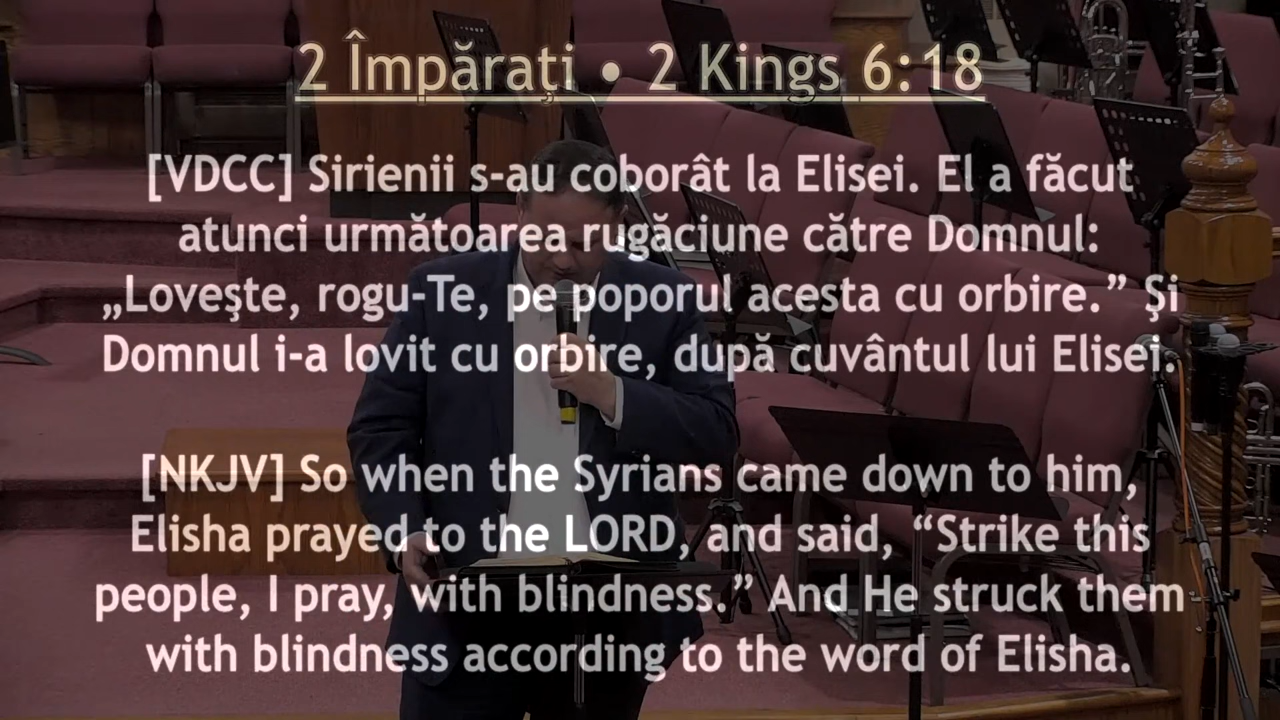 2 Împăraţi • 2 Kings 6:18
[VDCC] Sirienii s-au coborât la Elisei. El a făcut
atunci următoarea rugăciune către Domnul:
„Loveşte, rogu-Te, pe poporul acesta cu orbire.” Şi
Domnul i-a lovit cu orbire, după cuvântul lui Elisei.
[NKJV] So when the Syrians came down to him,
Elisha prayed to the LORD, and said, “Strike this
people, I pray, with blindness.” And He struck them
with blindness according to the word of Elisha.